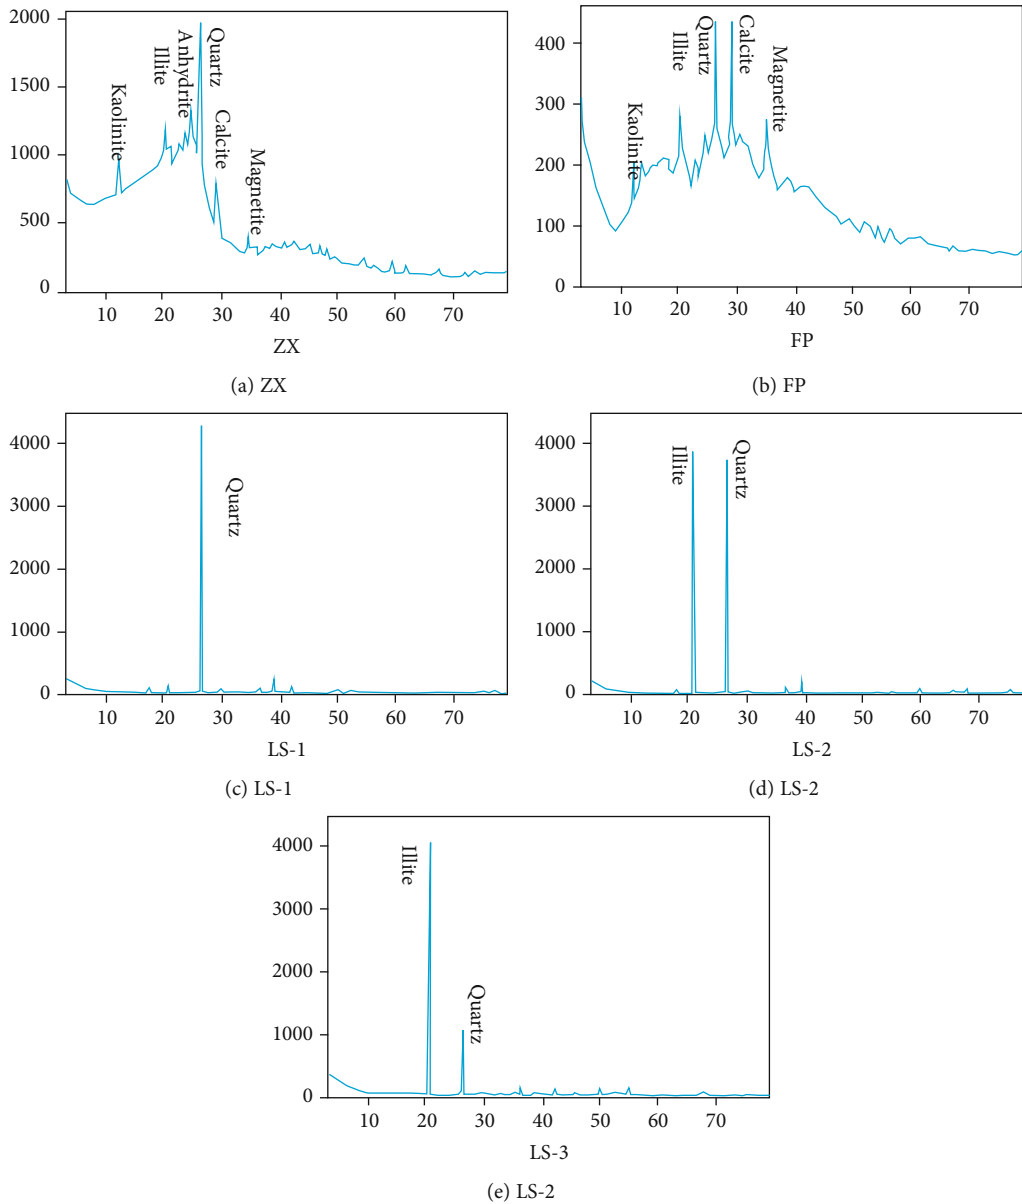 2000
1500
1000
500
0
Kaolinite
Illite
Anhydrite
Quartz
Calcite
Magnetite
10 20 30 40 50 60 70
ZX
(a) ZX
400
300
200
100
0
Kaolinite
Illite
Quartz
Calcite
Magnetite
10 20 30 40 50 60 70
FP
(b) FP
4000
3000
2000
1000
0
Quartz
10 20 30 40 50 60 70
LS-1
(c) LS-1
4000
3000
2000
1000
0
Illite
Quartz
10 20 30 40 50 60 70
LS-2
(d) LS-2
4000
3000
2000
1000
0
Illite
Quartz
10 20 30 40 50 60 70
LS-3
(e) LS-2